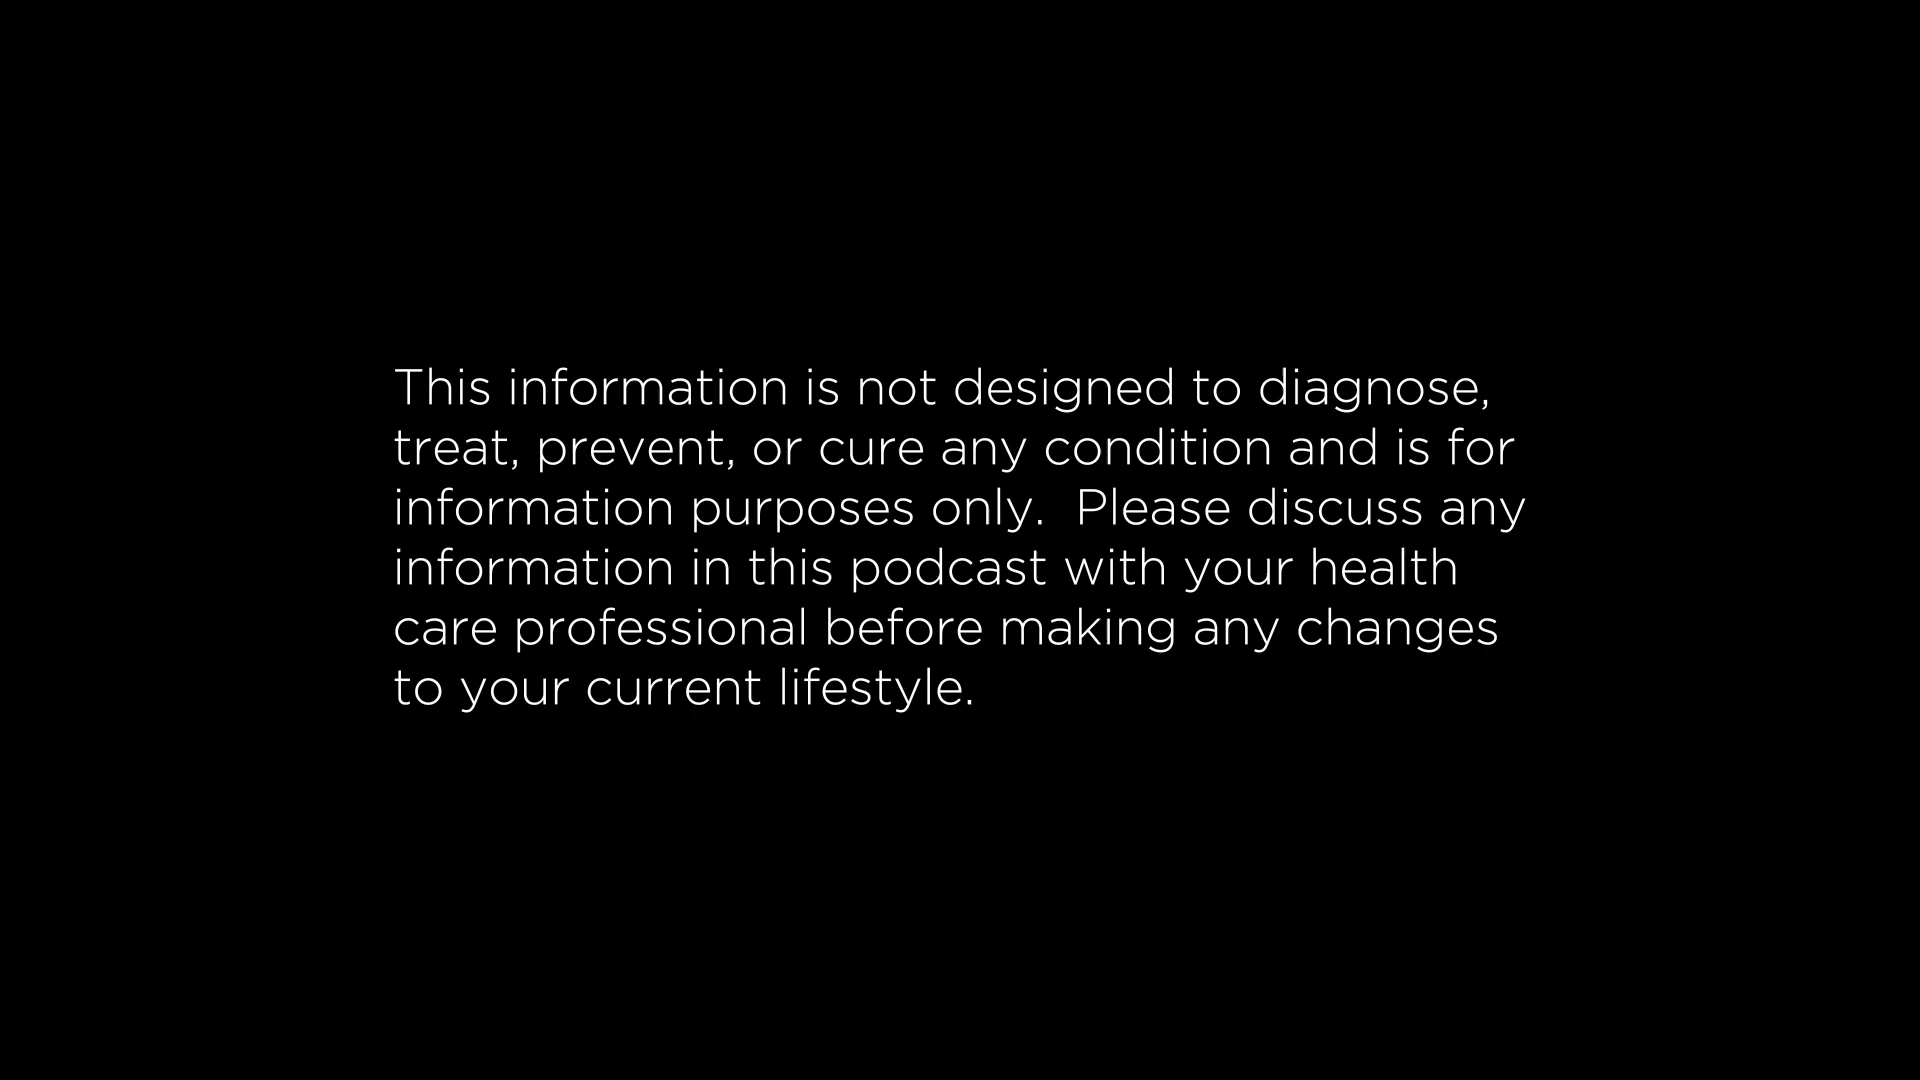 This information is not designed to diagnose,
treat, prevent, or cure any condition and is for
information purposes only.  Please discuss any
information in this podcast with your health
care professional before making any changes
to your current lifestyle.